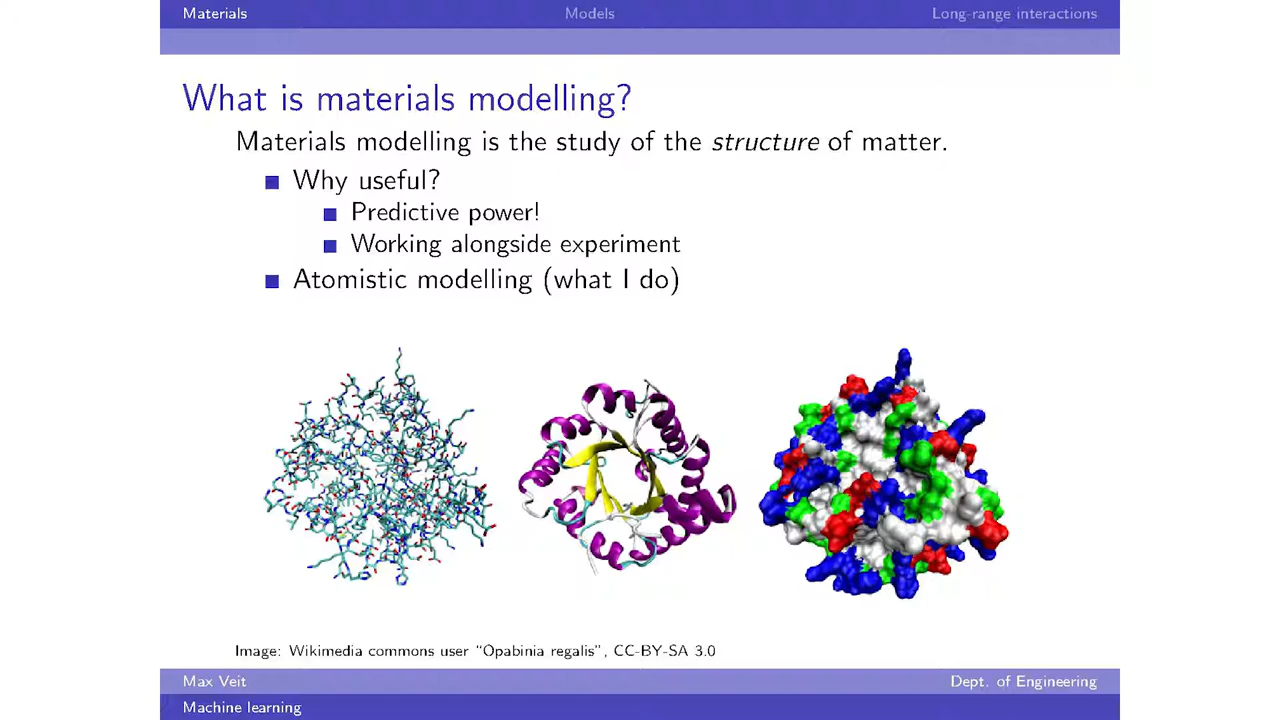 Materials Models Long-range interactions
What is materials modelling?
Materials modelling is the study of the structure of matter.
Why useful?
Predictive power!
Working alongside experiment
Atomistic modelling (what I do)
Image: Wikimedia commons user “Opabinia regalis”, CC-BY-SA 3.0
Max Veit Dept. of Engineering
Machine learning